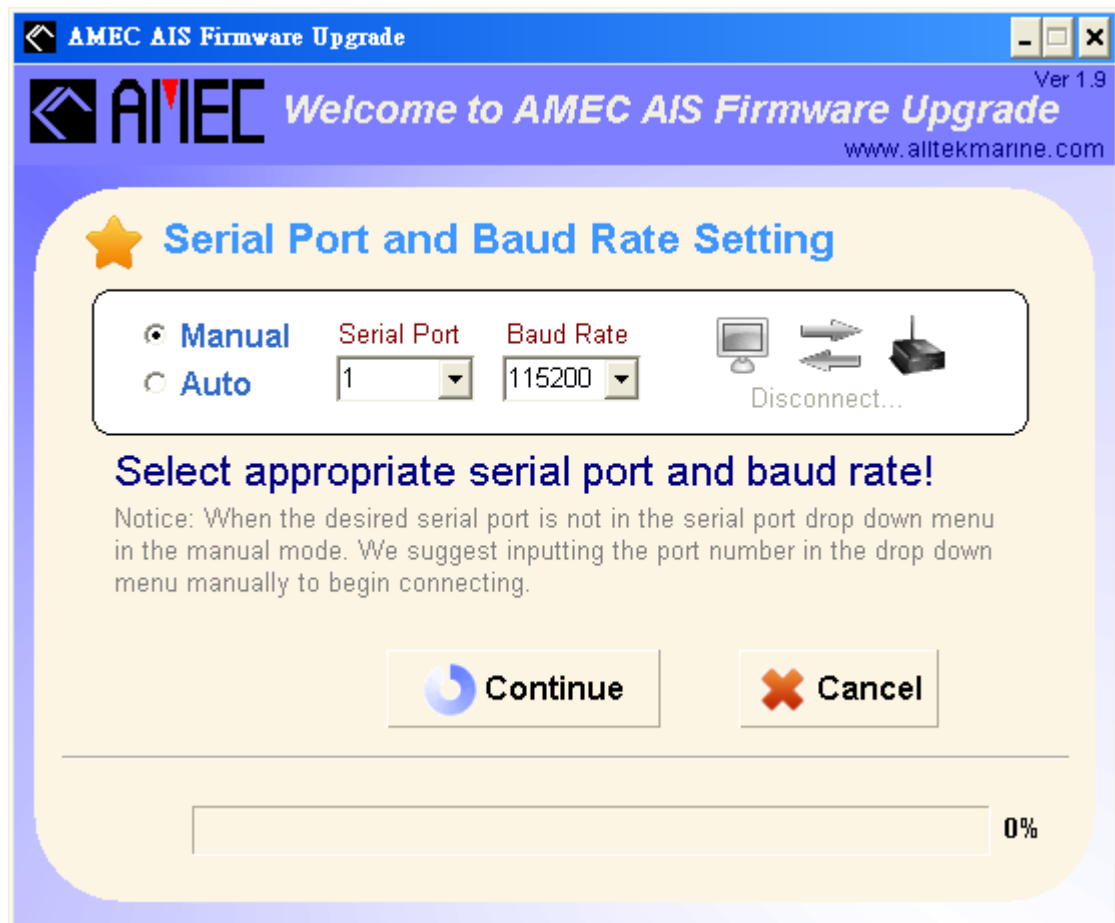 AMEC AIS Firmware Upgrade
Ver 1.9
AMEC Welcome to AMEC AIS Firmware Upgrade
www.alltekmarine.com
Serial Port and Baud Rate Setting
Manual Serial Port Baud Rate
Auto 1 115200
Disconnect...
Select appropriate serial port and baud rate!
Notice: When the desired serial port is not in the serial port drop down menu
in the manual mode. We suggest inputting the port number in the drop down
menu manually to begin connecting.
Continue Cancel
0%